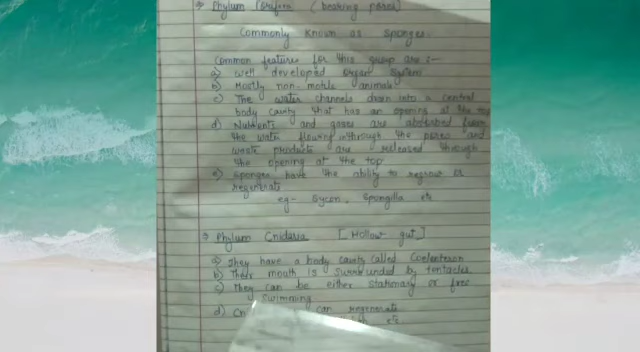 → Phylum Porifera (bearing pores)
Commonly known as sponges.
Common features for this group are :-
a) well developed organ system
b) Mostly non-motile animals
c) The water channels drain into a central
body cavity that has an opening at the top
d) Nutrients and gases are absorbed from
the water flowing through the pores and
waste products are released through
the opening at the top.
e) Sponges have the ability to regrow or
regenerate
eg- Sycon, Spongilla etc
→ Phylum Cnidaria [Hollow gut]
a) They have a body cavity called Coelenteron
b) Their mouth is surrounded by tentacles
c) They can be either stationary or free
swimming
d) Cn can regenerate
etc